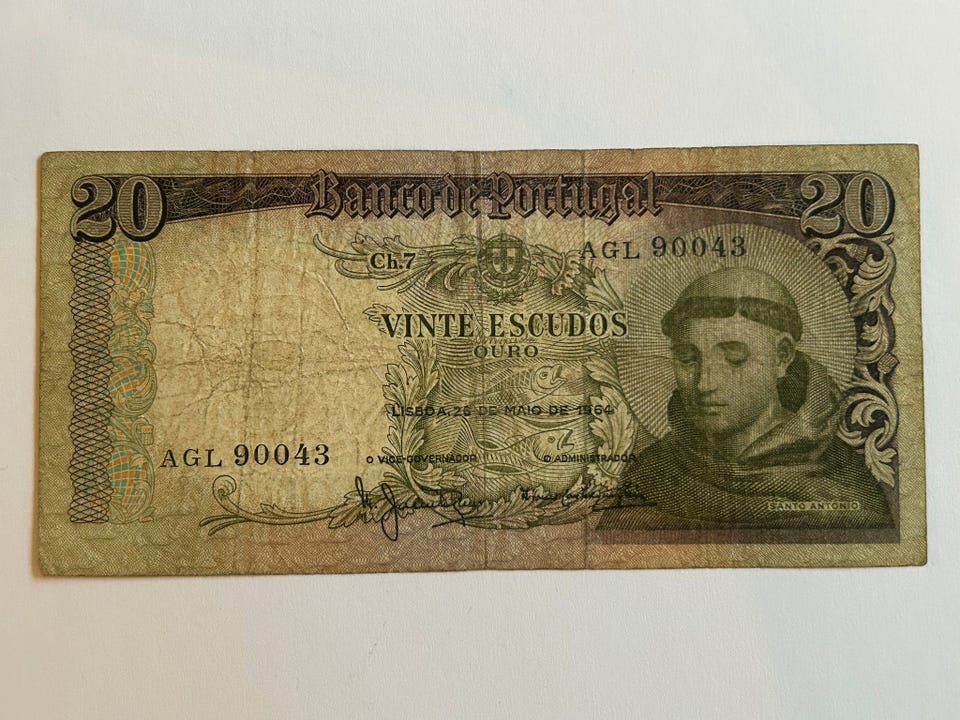 20 Banco de Portugal 20
Ch.7 AGL 90043
VINTE ESCUDOS
OURO
LISBOA, 26 DE MAIO DE 1964
AGL 90043
O VICE-GOVERNADOR O ADMINISTRADOR
SANTO ANTÓNIO